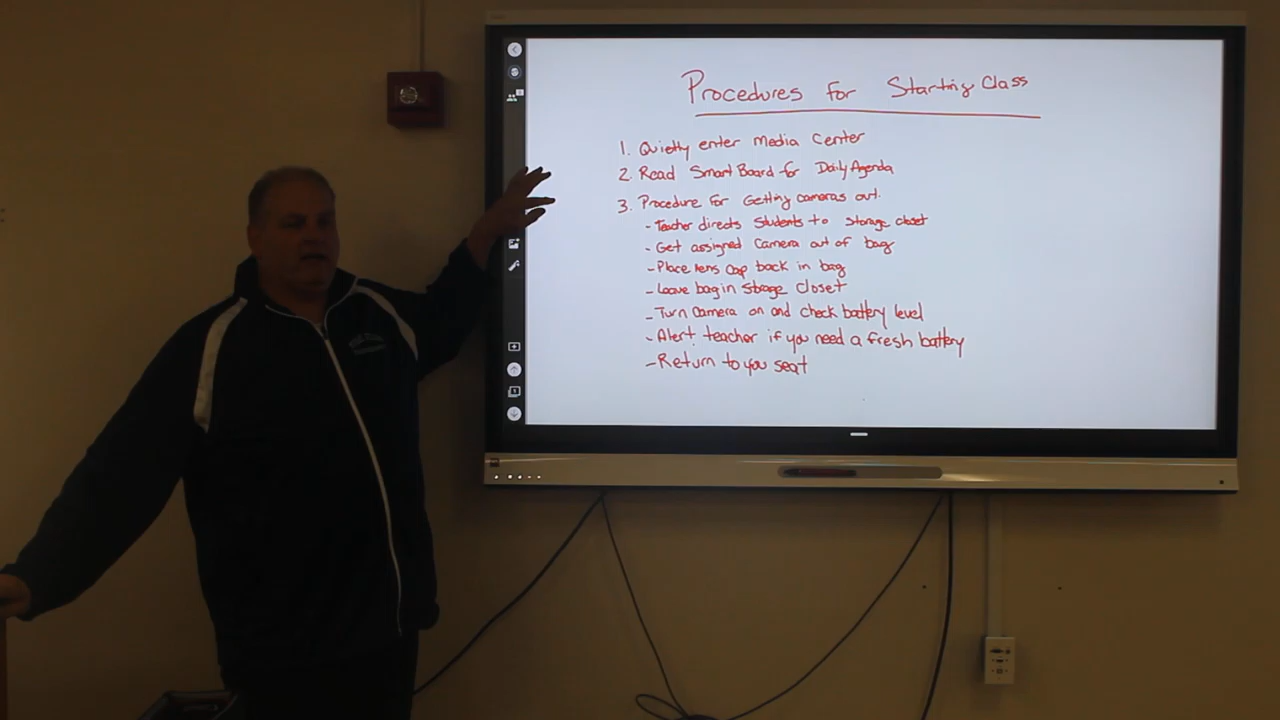 Procedures for Starting Class
1. Quietly enter Media Center
2. Read Smart Board for Daily Agenda
3. Procedure for Getting cameras out.
- Teacher directs students to storage closet
- Get assigned Camera out of bag
- Place lens cap back in bag
- Leave bag in storage closet
- Turn Camera on and check battery level
- Alert teacher if you need a fresh battery
- Return to you seat